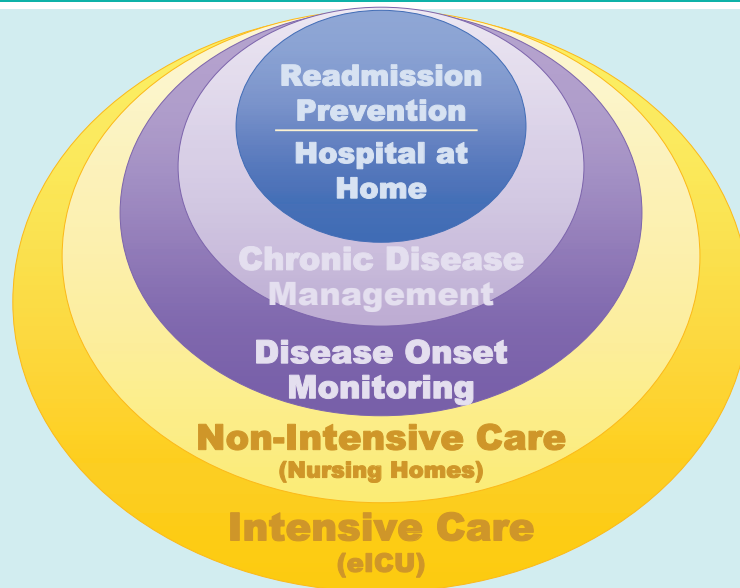 Readmission
Prevention
Hospital at
Home
Chronic Disease
Management
Disease Onset
Monitoring
Non-Intensive Care
(Nursing Homes)
Intensive Care
(eICU)